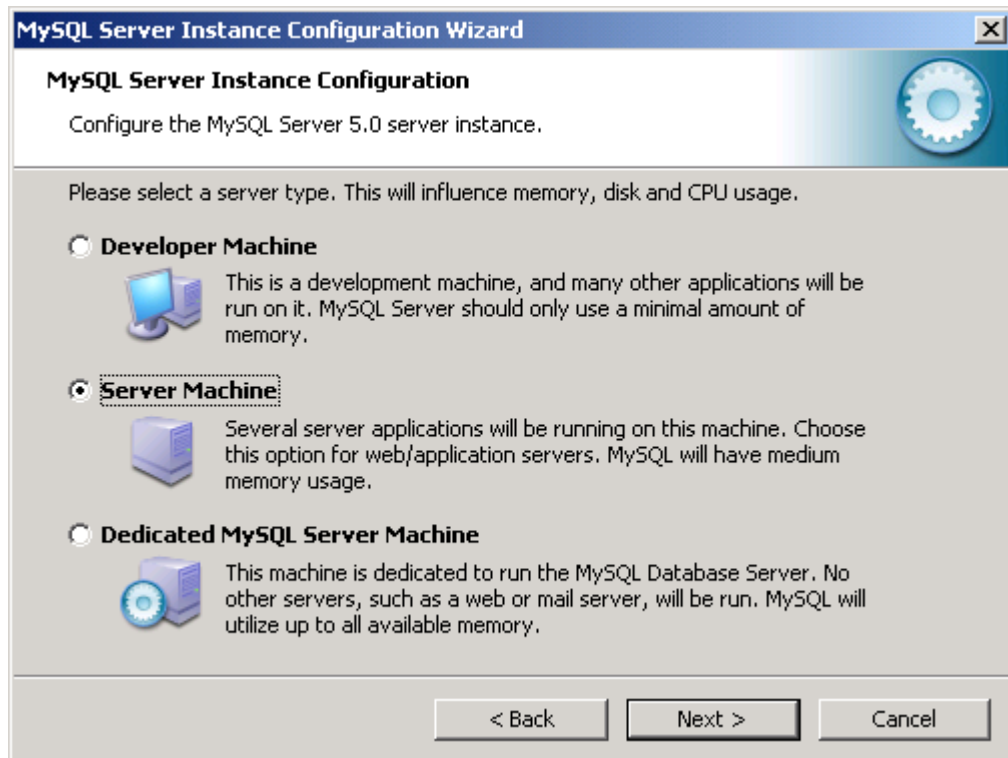 MySQL Server Instance Configuration Wizard
MySQL Server Instance Configuration
Configure the MySQL Server 5.0 server instance.
Please select a server type. This will influence memory, disk and CPU usage.
Developer Machine
This is a development machine, and many other applications will be
run on it. MySQL Server should only use a minimal amount of
memory.
Server Machine
Several server applications will be running on this machine. Choose
this option for web/application servers. MySQL will have medium
memory usage.
Dedicated MySQL Server Machine
This machine is dedicated to run the MySQL Database Server. No
other servers, such as a web or mail server, will be run. MySQL will
utilize up to all available memory.
< Back
Next >
Cancel